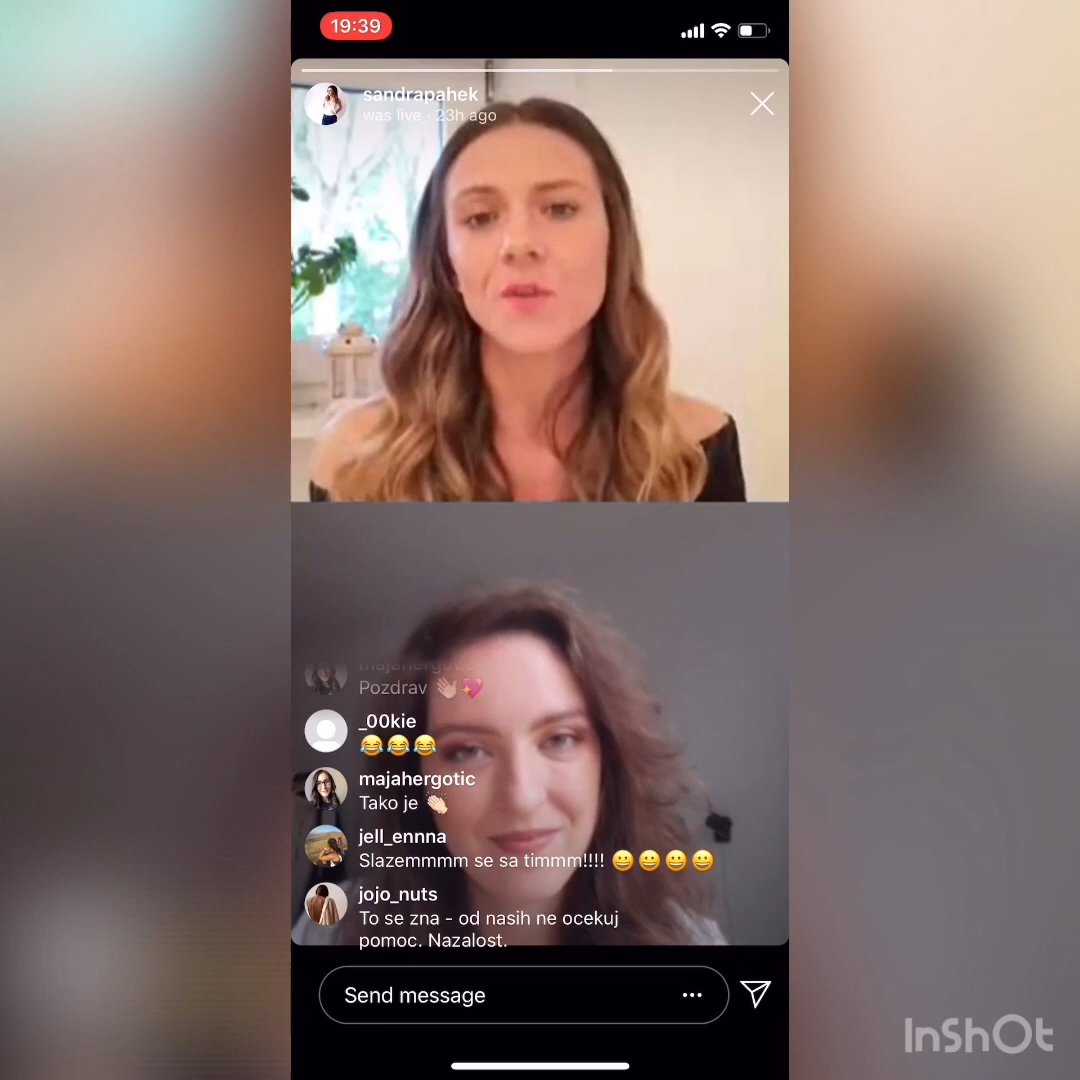 19:39
sandrapahek
was live · 23h ago
majahergotic
Pozdrav 👋🏼💖
_00kie
😂😂😂
majahergotic
Tako je 👏🏻
jell_ennna
Slazemmmm se sa timmm!!!! 😀😀😀😀
jojo_nuts
To se zna - od nasih ne ocekuj
pomoc. Nazalost.
Send message
InShOt